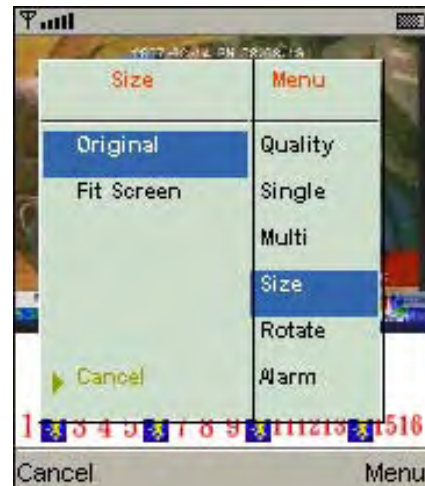 Size
Menu
Original
Fit Screen
Cancel
Quality
Single
Multi
Size
Rotate
Alarm
1 3 4 5 7 8 9 11 12 13 15 16
Cancel
Menu